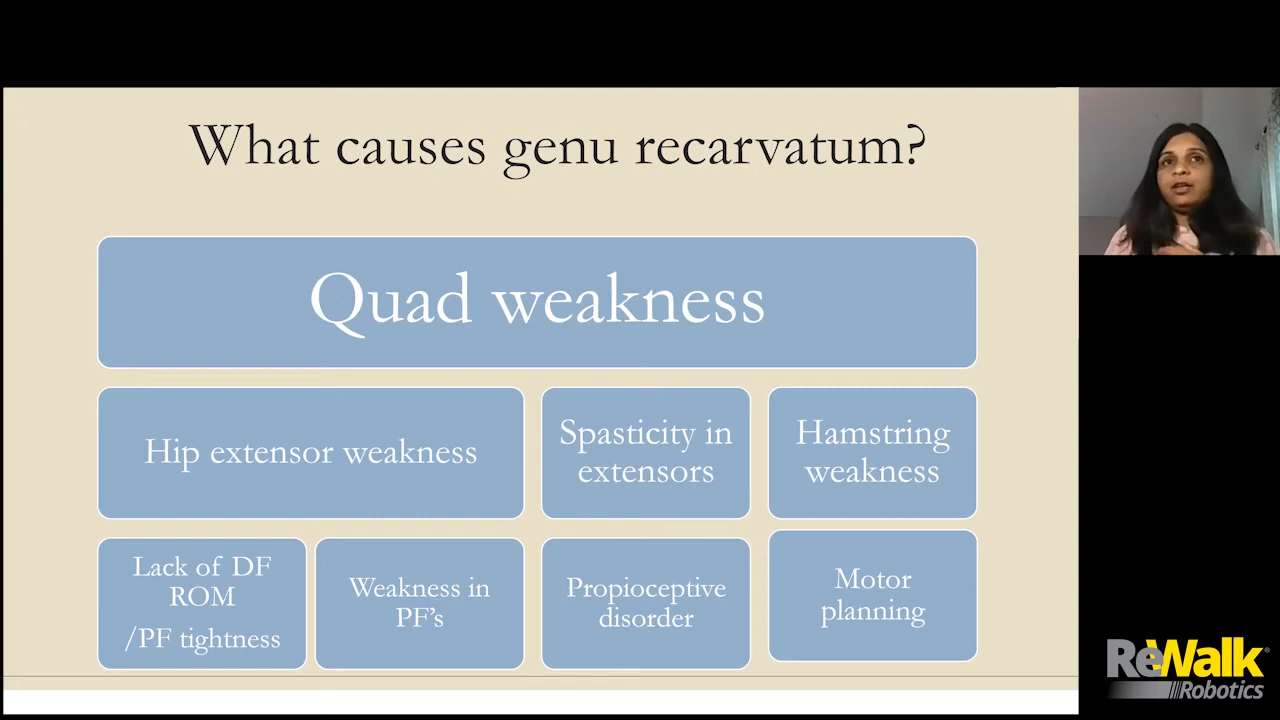 What causes genu recarvatum?
Quad weakness
Hip extensor weakness
Spasticity in
extensors
Hamstring
weakness
Lack of DF
ROM
/PF tightness
Weakness in
PF’s
Propioceptive
disorder
Motor
planning
ReWalk®
Robotics